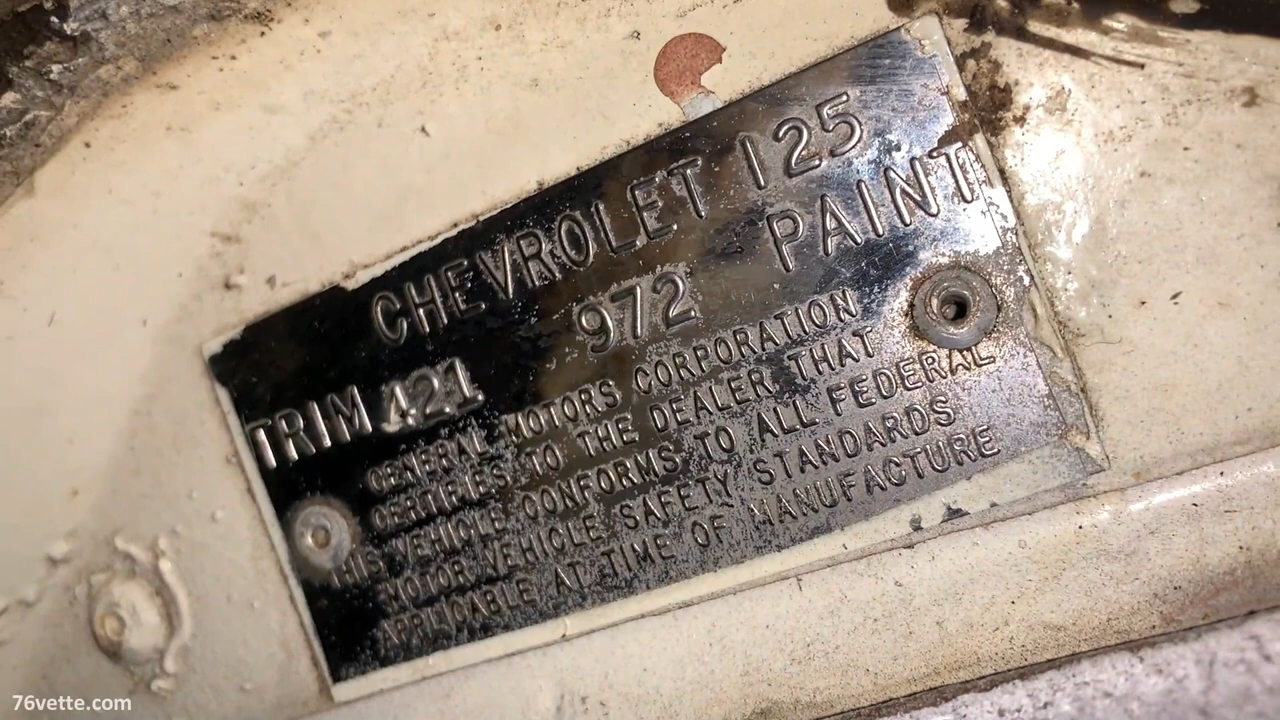 CHEVROLET 125
972 PAINT
TRIM 421
GENERAL MOTORS CORPORATION
CERTIFIES TO THE DEALER THAT
THIS VEHICLE CONFORMS TO ALL FEDERAL
MOTOR VEHICLE SAFETY STANDARDS
APPLICABLE AT TIME OF MANUFACTURE
76vette.com